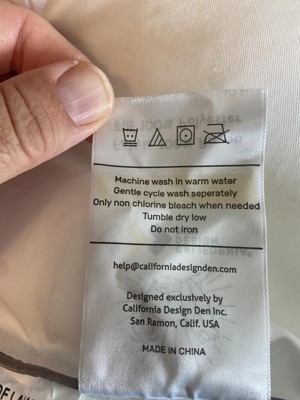 Machine wash in warm water
Gentle cycle wash seperately
Only non chlorine bleach when needed
Tumble dry low
Do not iron
help@californiadesignden.com
Designed exclusively by
California Design Den Inc.
San Ramon, Calif. USA
MADE IN CHINA